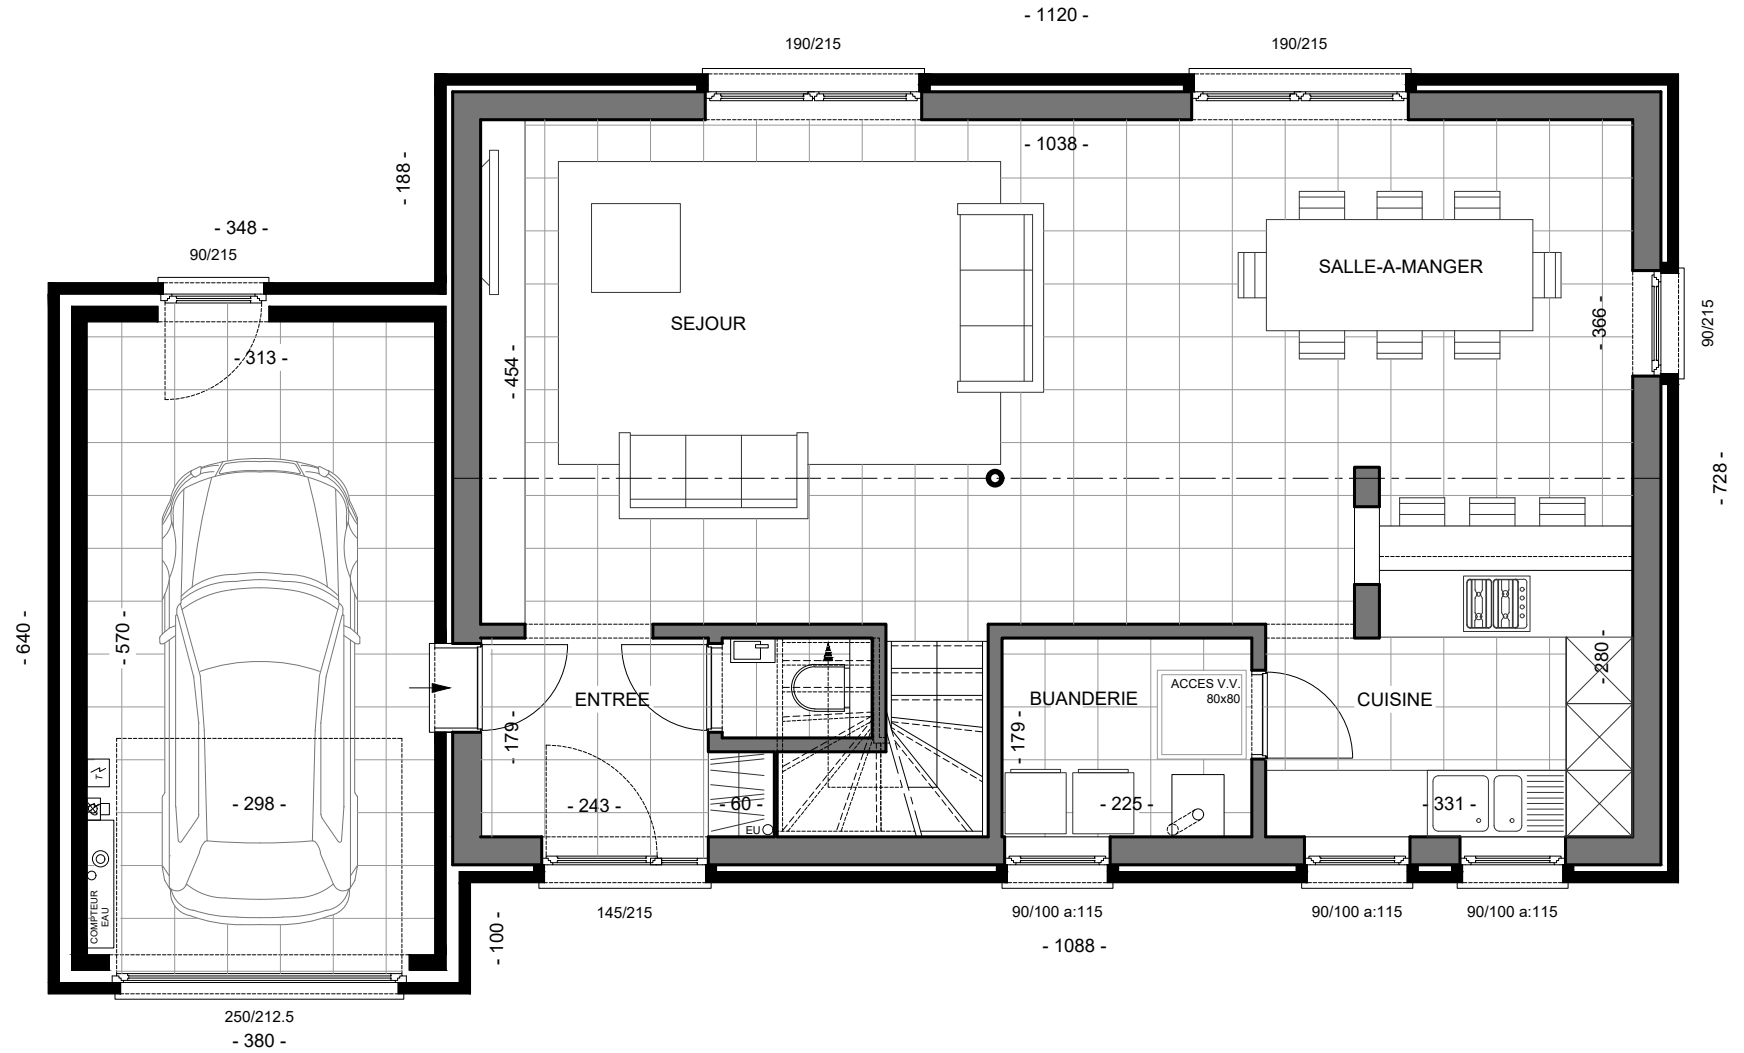 - 1120 -
190/215
190/215
- 1038 -
- 188 -
- 348 -
90/215
SALLE-A-MANGER
SEJOUR
- 366 -
90/215
- 313 -
- 454 -
- 728 -
- 640 -
- 570 -
- 280 -
ACCES V.V.
80x80
ENTREE
BUANDERIE
CUISINE
- 179 -
- 179 -
T
- 298 -
- 243 -
- 60 -
- 225 -
- 331 -
EU
COMPTEUR
EAU
145/215
90/100 a:115
90/100 a:115
90/100 a:115
- 100 -
- 1088 -
250/212.5
- 380 -